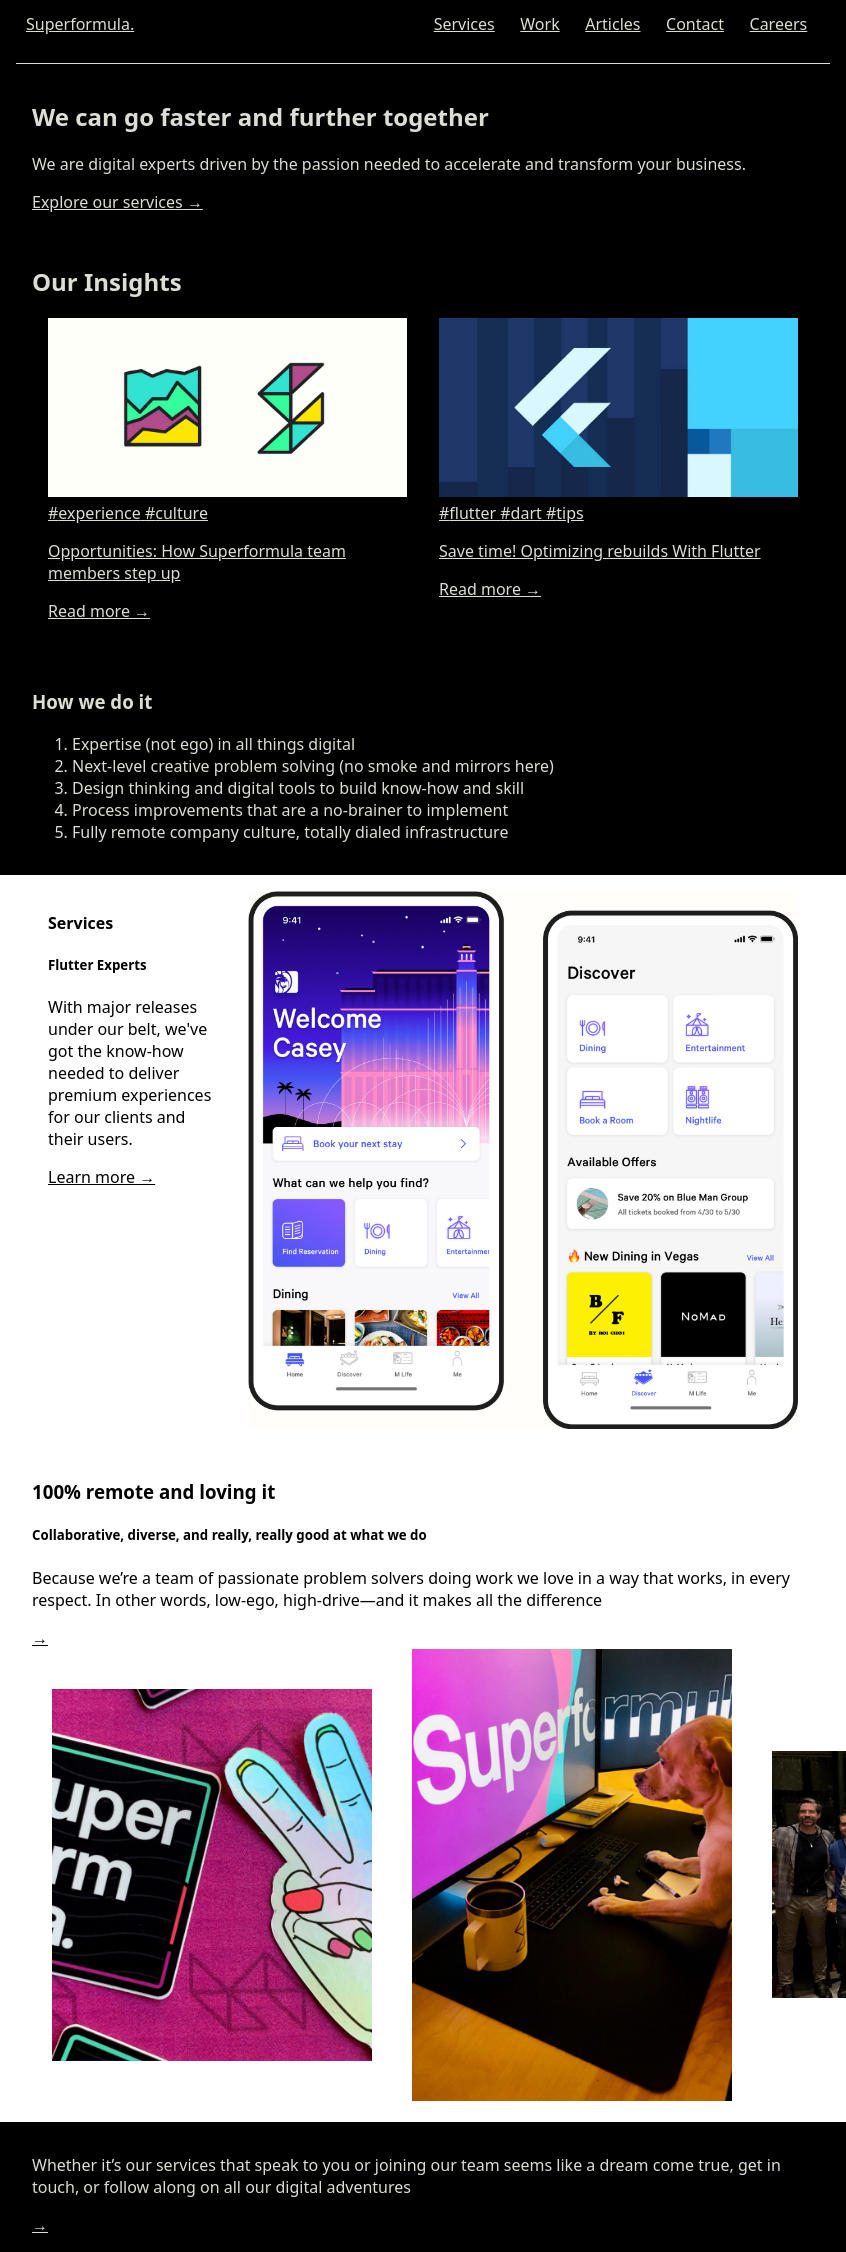 Superformula.
Services Work Articles Contact Careers
We can go faster and further together
We are digital experts driven by the passion needed to accelerate and transform your business.
Explore our services →
Our Insights
#experience #culture
Opportunities: How Superformula team
members step up
Read more →
#flutter #dart #tips
Save time! Optimizing rebuilds With Flutter
Read more →
How we do it
1. Expertise (not ego) in all things digital
2. Next-level creative problem solving (no smoke and mirrors here)
3. Design thinking and digital tools to build know-how and skill
4. Process improvements that are a no-brainer to implement
5. Fully remote company culture, totally dialed infrastructure
Services
Flutter Experts
With major releases
under our belt, we've
got the know-how
needed to deliver
premium experiences
for our clients and
their users.
Learn more →
9:41
Welcome
Casey
Book your next stay
What can we help you find?
Find Reservation
Dining
Entertainmen
Dining
View All
Home
Discover
M Life
Me
9:41
Discover
Dining
Entertainment
Book a Room
Nightlife
Available Offers
Save 20% on Blue Man Group
All tickets booked from 4/30 to 5/30
New Dining in Vegas
View All
B/F
BY ROI CHOI
NOMAD
He
Home
Discover
M Life
Me
100% remote and loving it
Collaborative, diverse, and really, really good at what we do
Because we’re a team of passionate problem solvers doing work we love in a way that works, in every
respect. In other words, low-ego, high-drive—and it makes all the difference
→
uper
rm
a.
Superfo
rmul
Whether it’s our services that speak to you or joining our team seems like a dream come true, get in
touch, or follow along on all our digital adventures
→